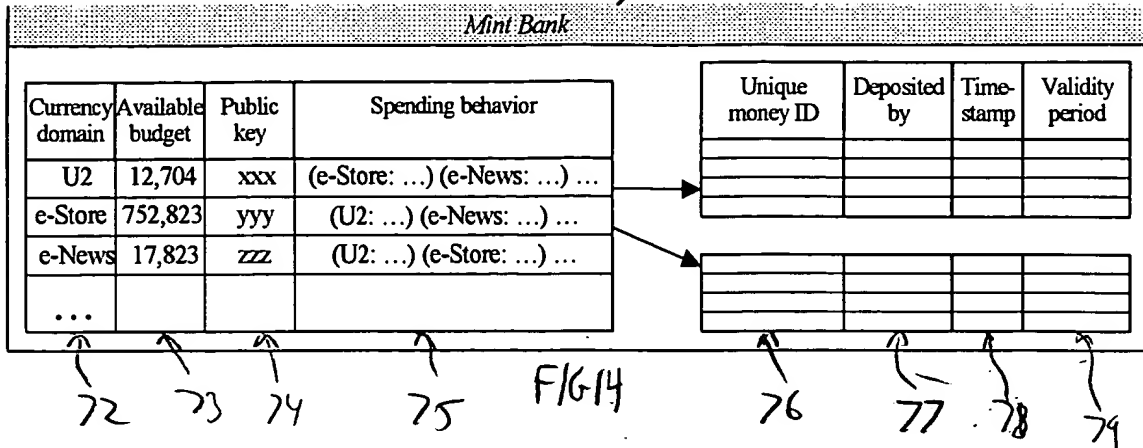 Mint Bank
Currency domain Available budget Public key Spending behavior
U2 12,704 xxx (e-Store: ...) (e-News: ...) ...
e-Store 752,823 yyy (U2: ...) (e-News: ...) ...
e-News 17,823 zzz (U2: ...) (e-Store: ...) ...
...
Unique money ID Deposited by Time-stamp Validity period
72 73 74 75 76 77 78 79
FIG 14